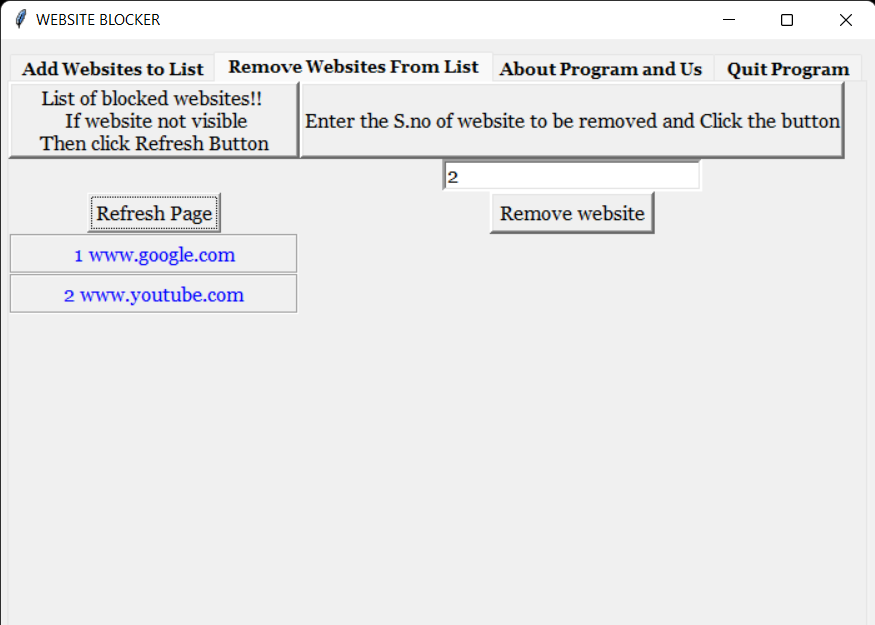 WEBSITE BLOCKER
Add Websites to List
Remove Websites From List
About Program and Us
Quit Program
List of blocked websites!!
If website not visible
Then click Refresh Button
Enter the S.no of website to be removed and Click the button
2
Refresh Page
Remove website
1 www.google.com
2 www.youtube.com